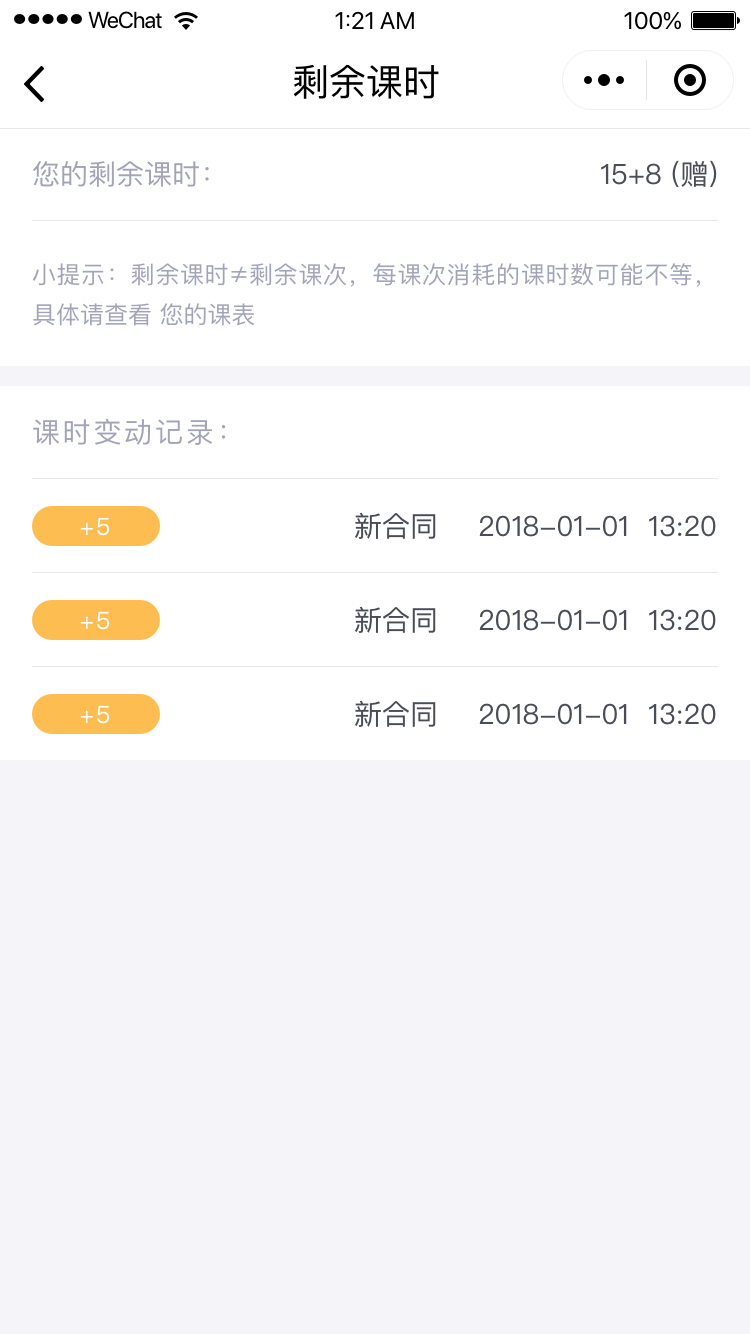 WeChat 1:21 AM 100%
剩余课时
您的剩余课时： 15+8 (赠)
小提示：剩余课时≠剩余课次，每课次消耗的课时数可能不等，
具体请查看 您的课表
课时变动记录：
+5 新合同 2018-01-01 13:20
+5 新合同 2018-01-01 13:20
+5 新合同 2018-01-01 13:20